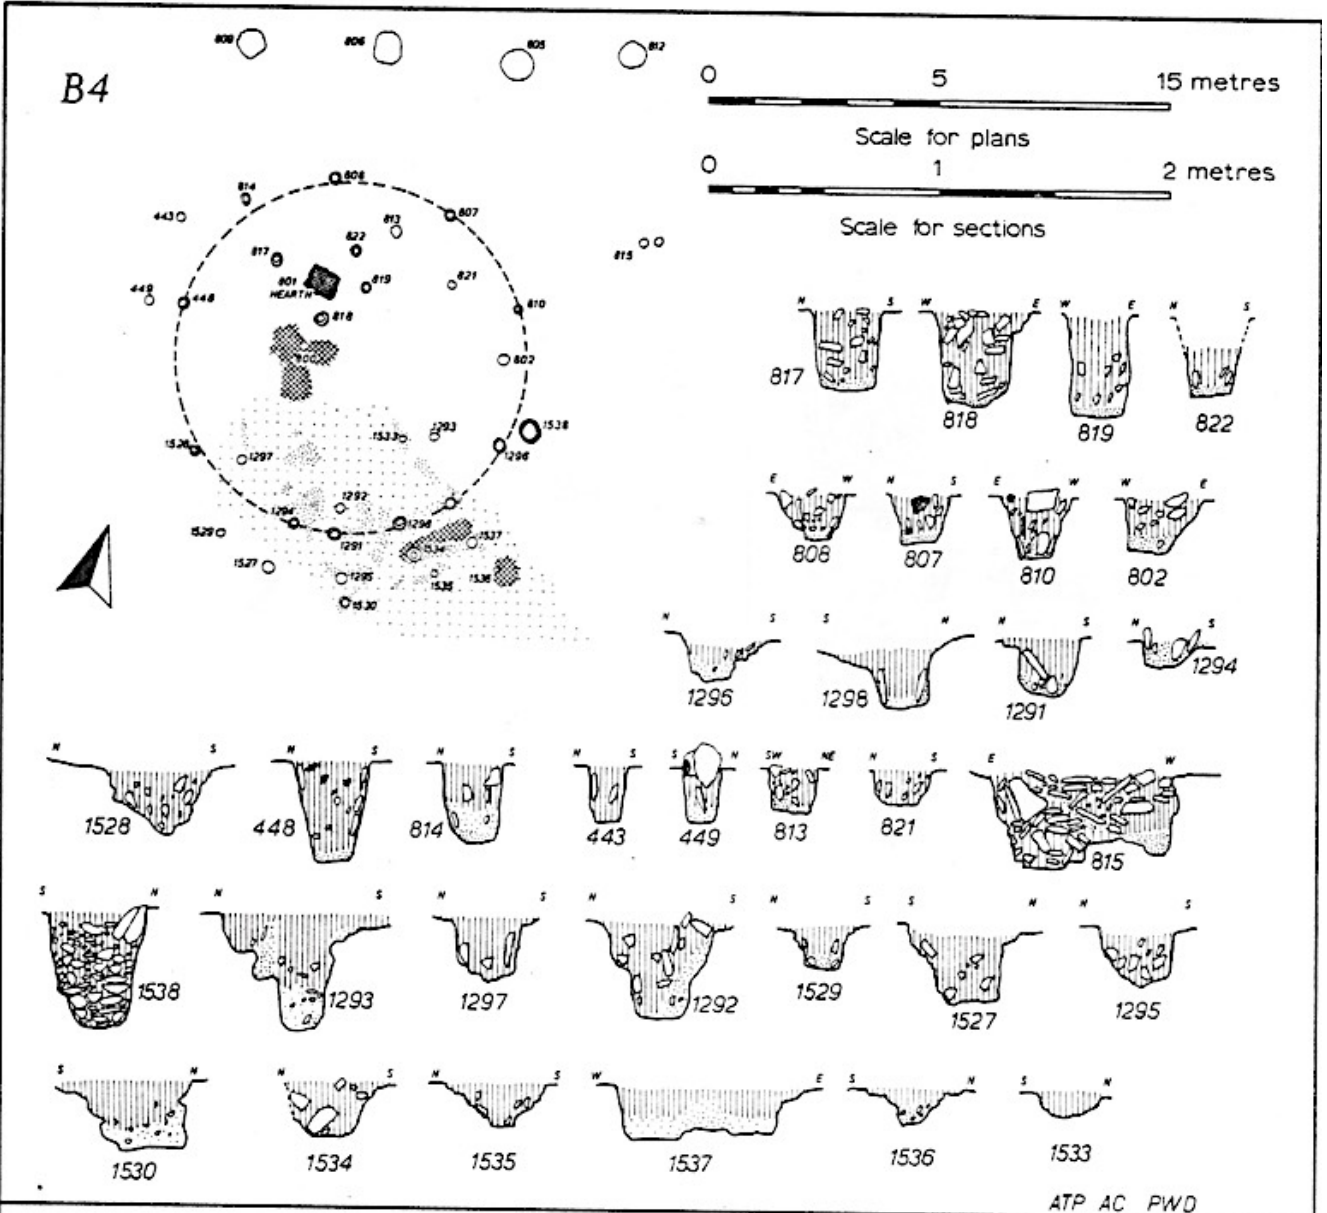 809 806 805 812
B4
0 5 15 metres
Scale for plans
0 1 2 metres
Scale for sections
808
814
443 813 807
822
817 815
801 819 821
HEARTH
449 448 810
818
802
1538
1533 1293
1297 1296
1292
1294 1298
1529 1291 1537
1534
1527 1295 1535 1536
1530
N S W E W E N S
817 818 819 822
E W N S E W W E
808 807 810 802
N S S N N S N S
1296 1298 1291 1294
N S N S N S N S S N SW NE N S E W
1528 448 814 443 449 813 821 815
S N N S N S N S N S S N N S
1538 1293 1297 1292 1529 1527 1295
S N N S N S W E S N S N
1530 1534 1535 1537 1536 1533
ATP AC PWD